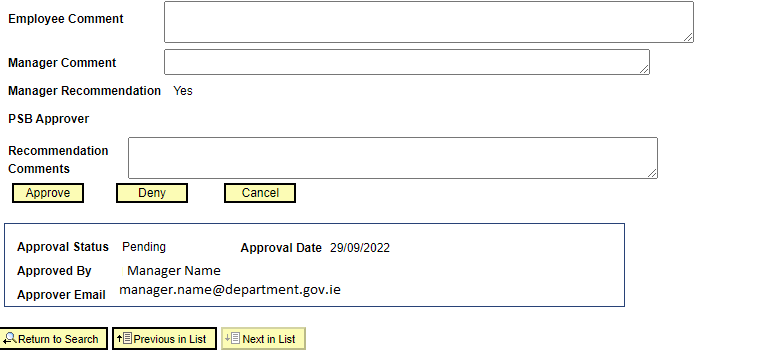 Employee Comment
Manager Comment
Manager Recommendation Yes
PSB Approver
Recommendation
Comments
Approve Deny Cancel
Approval Status Pending Approval Date 29/09/2022
Approved By Manager Name
Approver Email manager.name@department.gov.ie
Return to Search Previous in List Next in List